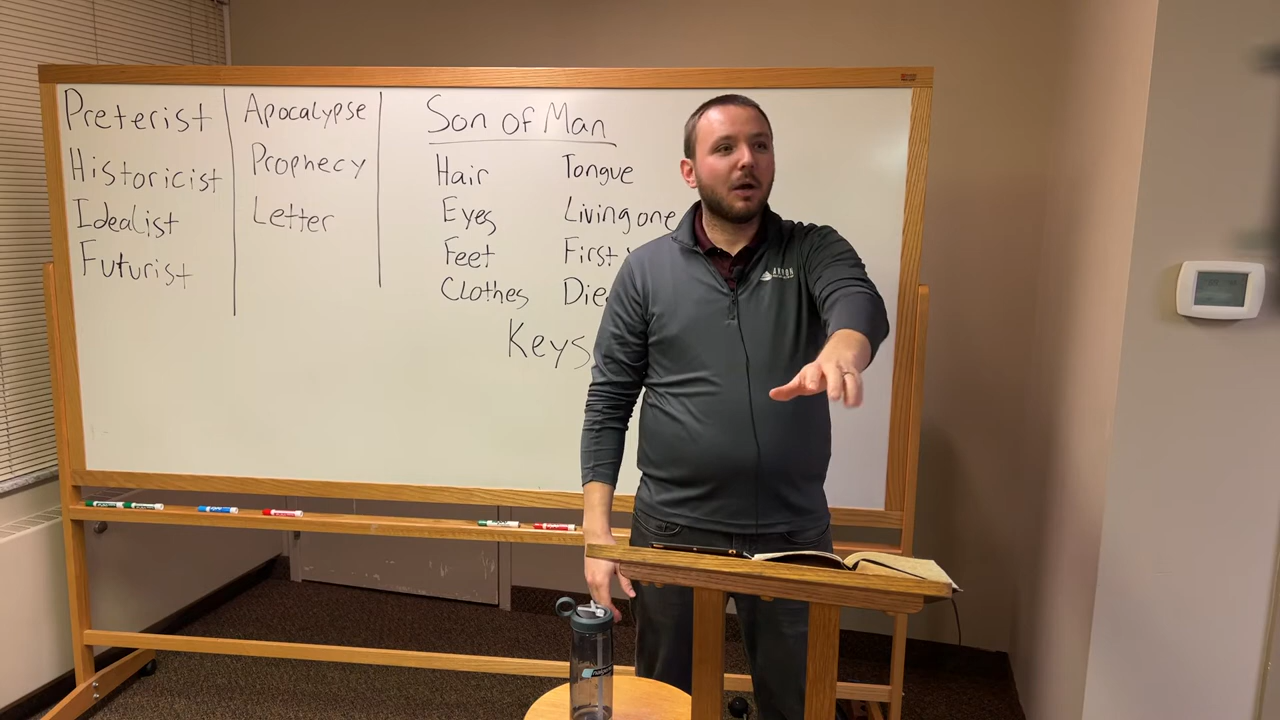 Preterist
Historicist
Idealist
Futurist
Apocalypse
Prophecy
Letter
Son of Man
Hair
Eyes
Feet
Clothes
Tongue
Living one
First
Keys